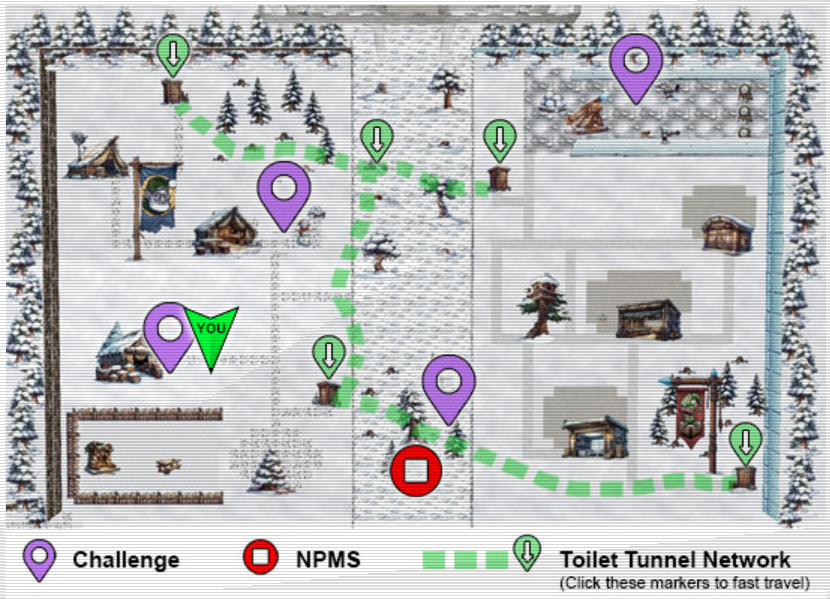 YOU
Challenge
NPMS
Toilet Tunnel Network
(Click these markers to fast travel)